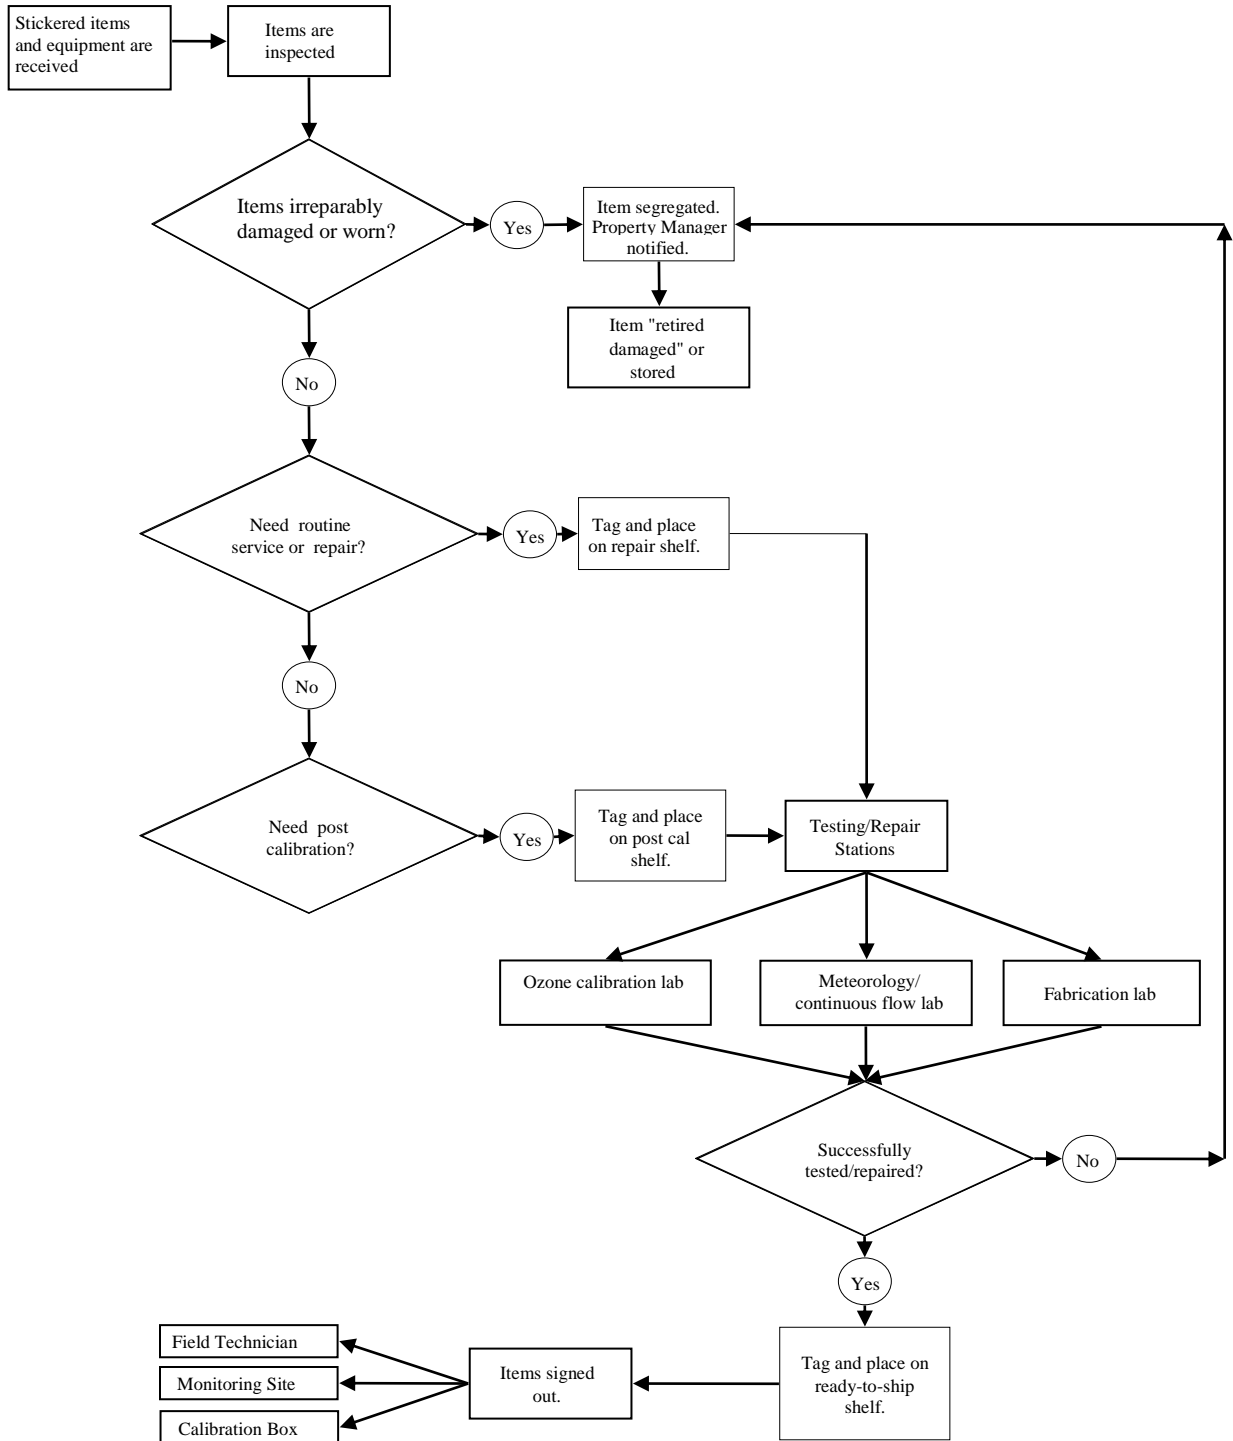 Stickered items
and equipment are
received
Items are
inspected
Items irreparably
damaged or worn?
Yes
Item segregated.
Property Manager
notified.
Item "retired
damaged" or
stored
No
Need routine
service or repair?
Yes
Tag and place
on repair shelf.
No
Need post
calibration?
Yes
Tag and place
on post cal
shelf.
Testing/Repair
Stations
Ozone calibration lab
Meteorology/
continuous flow lab
Fabrication lab
Successfully
tested/repaired?
No
Yes
Tag and place on
ready-to-ship
shelf.
Items signed
out.
Field Technician
Monitoring Site
Calibration Box